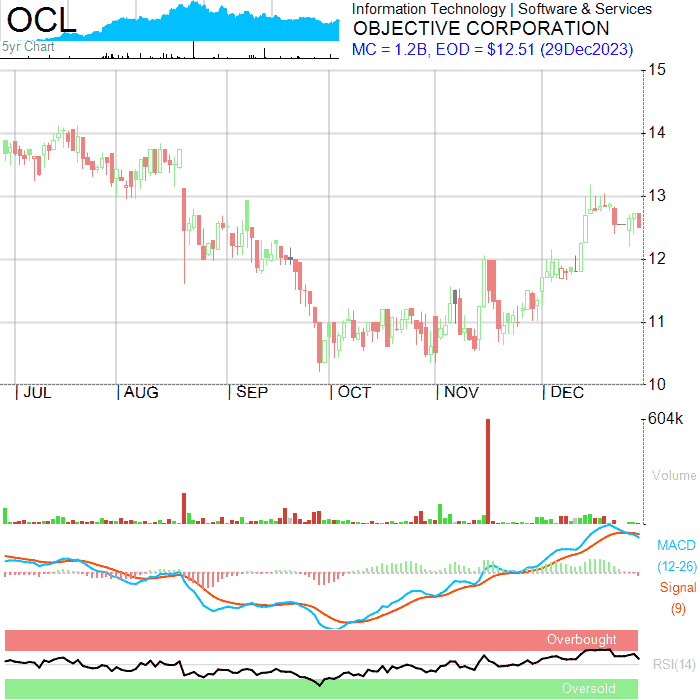 OCL
5yr Chart
Information Technology | Software & Services
OBJECTIVE CORPORATION
MC = 1.2B, EOD = $12.51 (29Dec2023)
15
14
13
12
11
10
JUL AUG SEP OCT NOV DEC
604k
Volume
MACD
(12-26)
Signal
(9)
Overbought
RSI(14)
Oversold